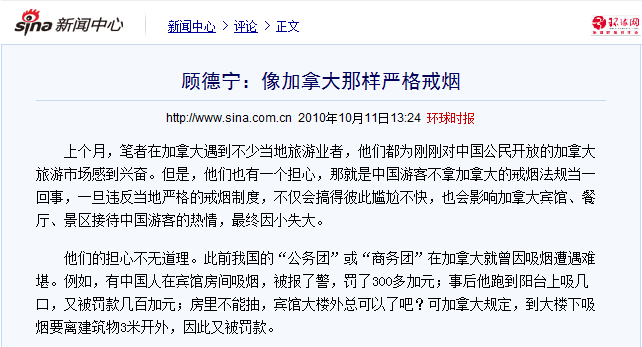 sina 新闻中心
新闻中心 > 评论 > 正文
环球网
顾德宁：像加拿大那样严格戒烟
http://www.sina.com.cn 2010年10月11日13:24 环球时报
上个月，笔者在加拿大遇到不少当地旅游业者，他们都为刚刚对中国公民开放的加拿大
旅游市场感到兴奋。但是，他们也有一个担心，那就是中国游客不拿加拿大的戒烟法规当一
回事，一旦违反当地严格的戒烟制度，不仅会搞得彼此尴尬不快，也会影响加拿大宾馆、餐
厅、景区接待中国游客的热情，最终因小失大。
他们的担心不无道理。此前我国的“公务团”或“商务团”在加拿大就曾因吸烟遭遇难
堪。例如，有中国人在宾馆房间吸烟，被报了警，罚了300多加元；事后他跑到阳台上吸几
口，又被罚款几百加元；房里不能抽，宾馆大楼外总可以了吧？可加拿大规定，到大楼下吸
烟要离建筑物3米开外，因此又被罚款。